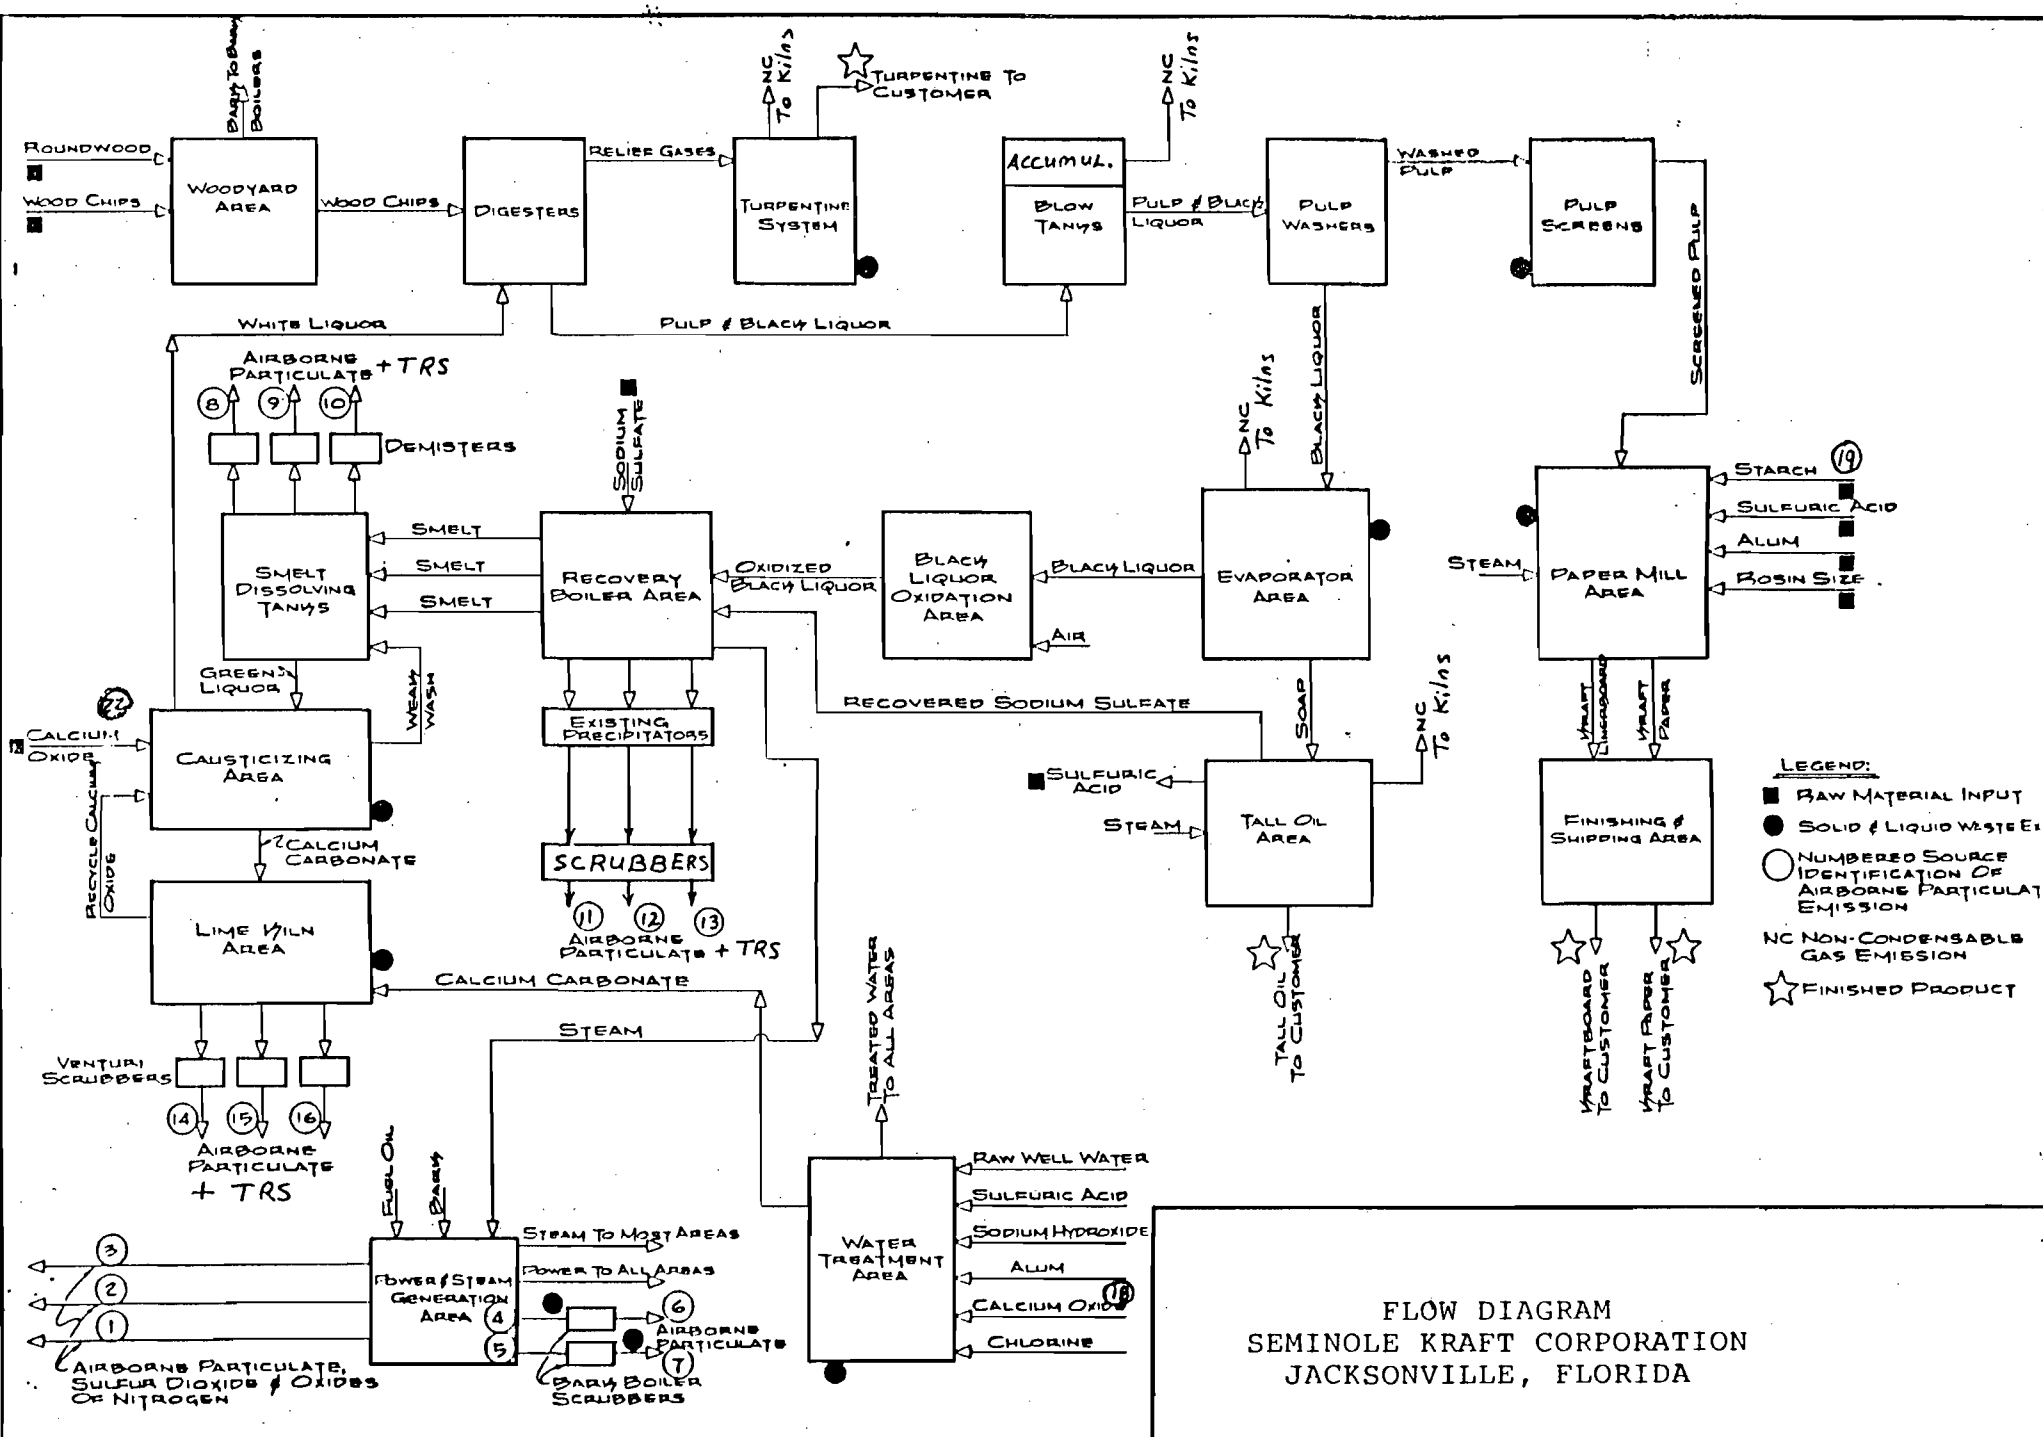 BARK TO BARK
BOILERS
NC
To Kilns
TURPENTINE TO
CUSTOMER
NC
To Kilns
ROUNDWOOD
WOOD CHIPS
WOODYARD
AREA
WOOD CHIPS
DIGESTERS
RELIEF GASES
TURPENTINE
SYSTEM
ACCUMUL.
BLOW
TANKS
PULP & BLACK
LIQUOR
PULP
WASHERS
WASHED
PULP
PULP
SCREENS
SCREENED PULP
WHITE LIQUOR
PULP & BLACK LIQUOR
BLACK LIQUOR
AIRBORNE
PARTICULATE + TRS
8
9
10
DEMISTERS
SODIUM
SULFATE
NC
To Kilns
SMELT
DISSOLVING
TANKS
SMELT
SMELT
SMELT
RECOVERY
BOILER AREA
OXIDIZED
BLACK LIQUOR
BLACK
LIQUOR
OXIDATION
AREA
AIR
BLACK LIQUOR
EVAPORATOR
AREA
STEAM
PAPER MILL
AREA
STARCH
19
SULFURIC ACID
ALUM
ROSIN SIZE
GREEN
LIQUOR
WEAK
WASH
22
CALCIUM
OXIDE
CAUSTICIZING
AREA
RECYCLE CALCIUM
OXIDE
CALCIUM
CARBONATE
LIME KILN
AREA
EXISTING
PRECIPITATORS
SCRUBBERS
11
12
13
AIRBORNE
PARTICULATE + TRS
RECOVERED SODIUM SULFATE
SOAP
NC
To Kilns
SULFURIC
ACID
STEAM
TALL OIL
AREA
TALL OIL
TO CUSTOMER
KRAFT
LINERBOARD
KRAFT
PAPER
FINISHING &
SHIPPING AREA
KRAFTBOARD
TO CUSTOMER
KRAFT PAPER
TO CUSTOMER
LEGEND:
RAW MATERIAL INPUT
SOLID & LIQUID WASTE EX
NUMBERED SOURCE
IDENTIFICATION OF
AIRBORNE PARTICULAT
EMISSION
NC NON-CONDENSABLE
GAS EMISSION
FINISHED PRODUCT
CALCIUM CARBONATE
STEAM
TREATED WATER
TO ALL AREAS
VENTURI
SCRUBBERS
14
15
16
AIRBORNE
PARTICULATE
+ TRS
FUEL OIL
BARK
3
2
1
AIRBORNE PARTICULATE,
SULFUR DIOXIDE & OXIDES
OF NITROGEN
POWER & STEAM
GENERATION
AREA
STEAM TO MOST AREAS
POWER TO ALL AREAS
4
6
5
7
AIRBORNE
PARTICULATE
BARK BOILER
SCRUBBERS
WATER
TREATMENT
AREA
RAW WELL WATER
SULFURIC ACID
SODIUM HYDROXIDE
ALUM
CALCIUM OXIDE
18
CHLORINE
FLOW DIAGRAM
SEMINOLE KRAFT CORPORATION
JACKSONVILLE, FLORIDA